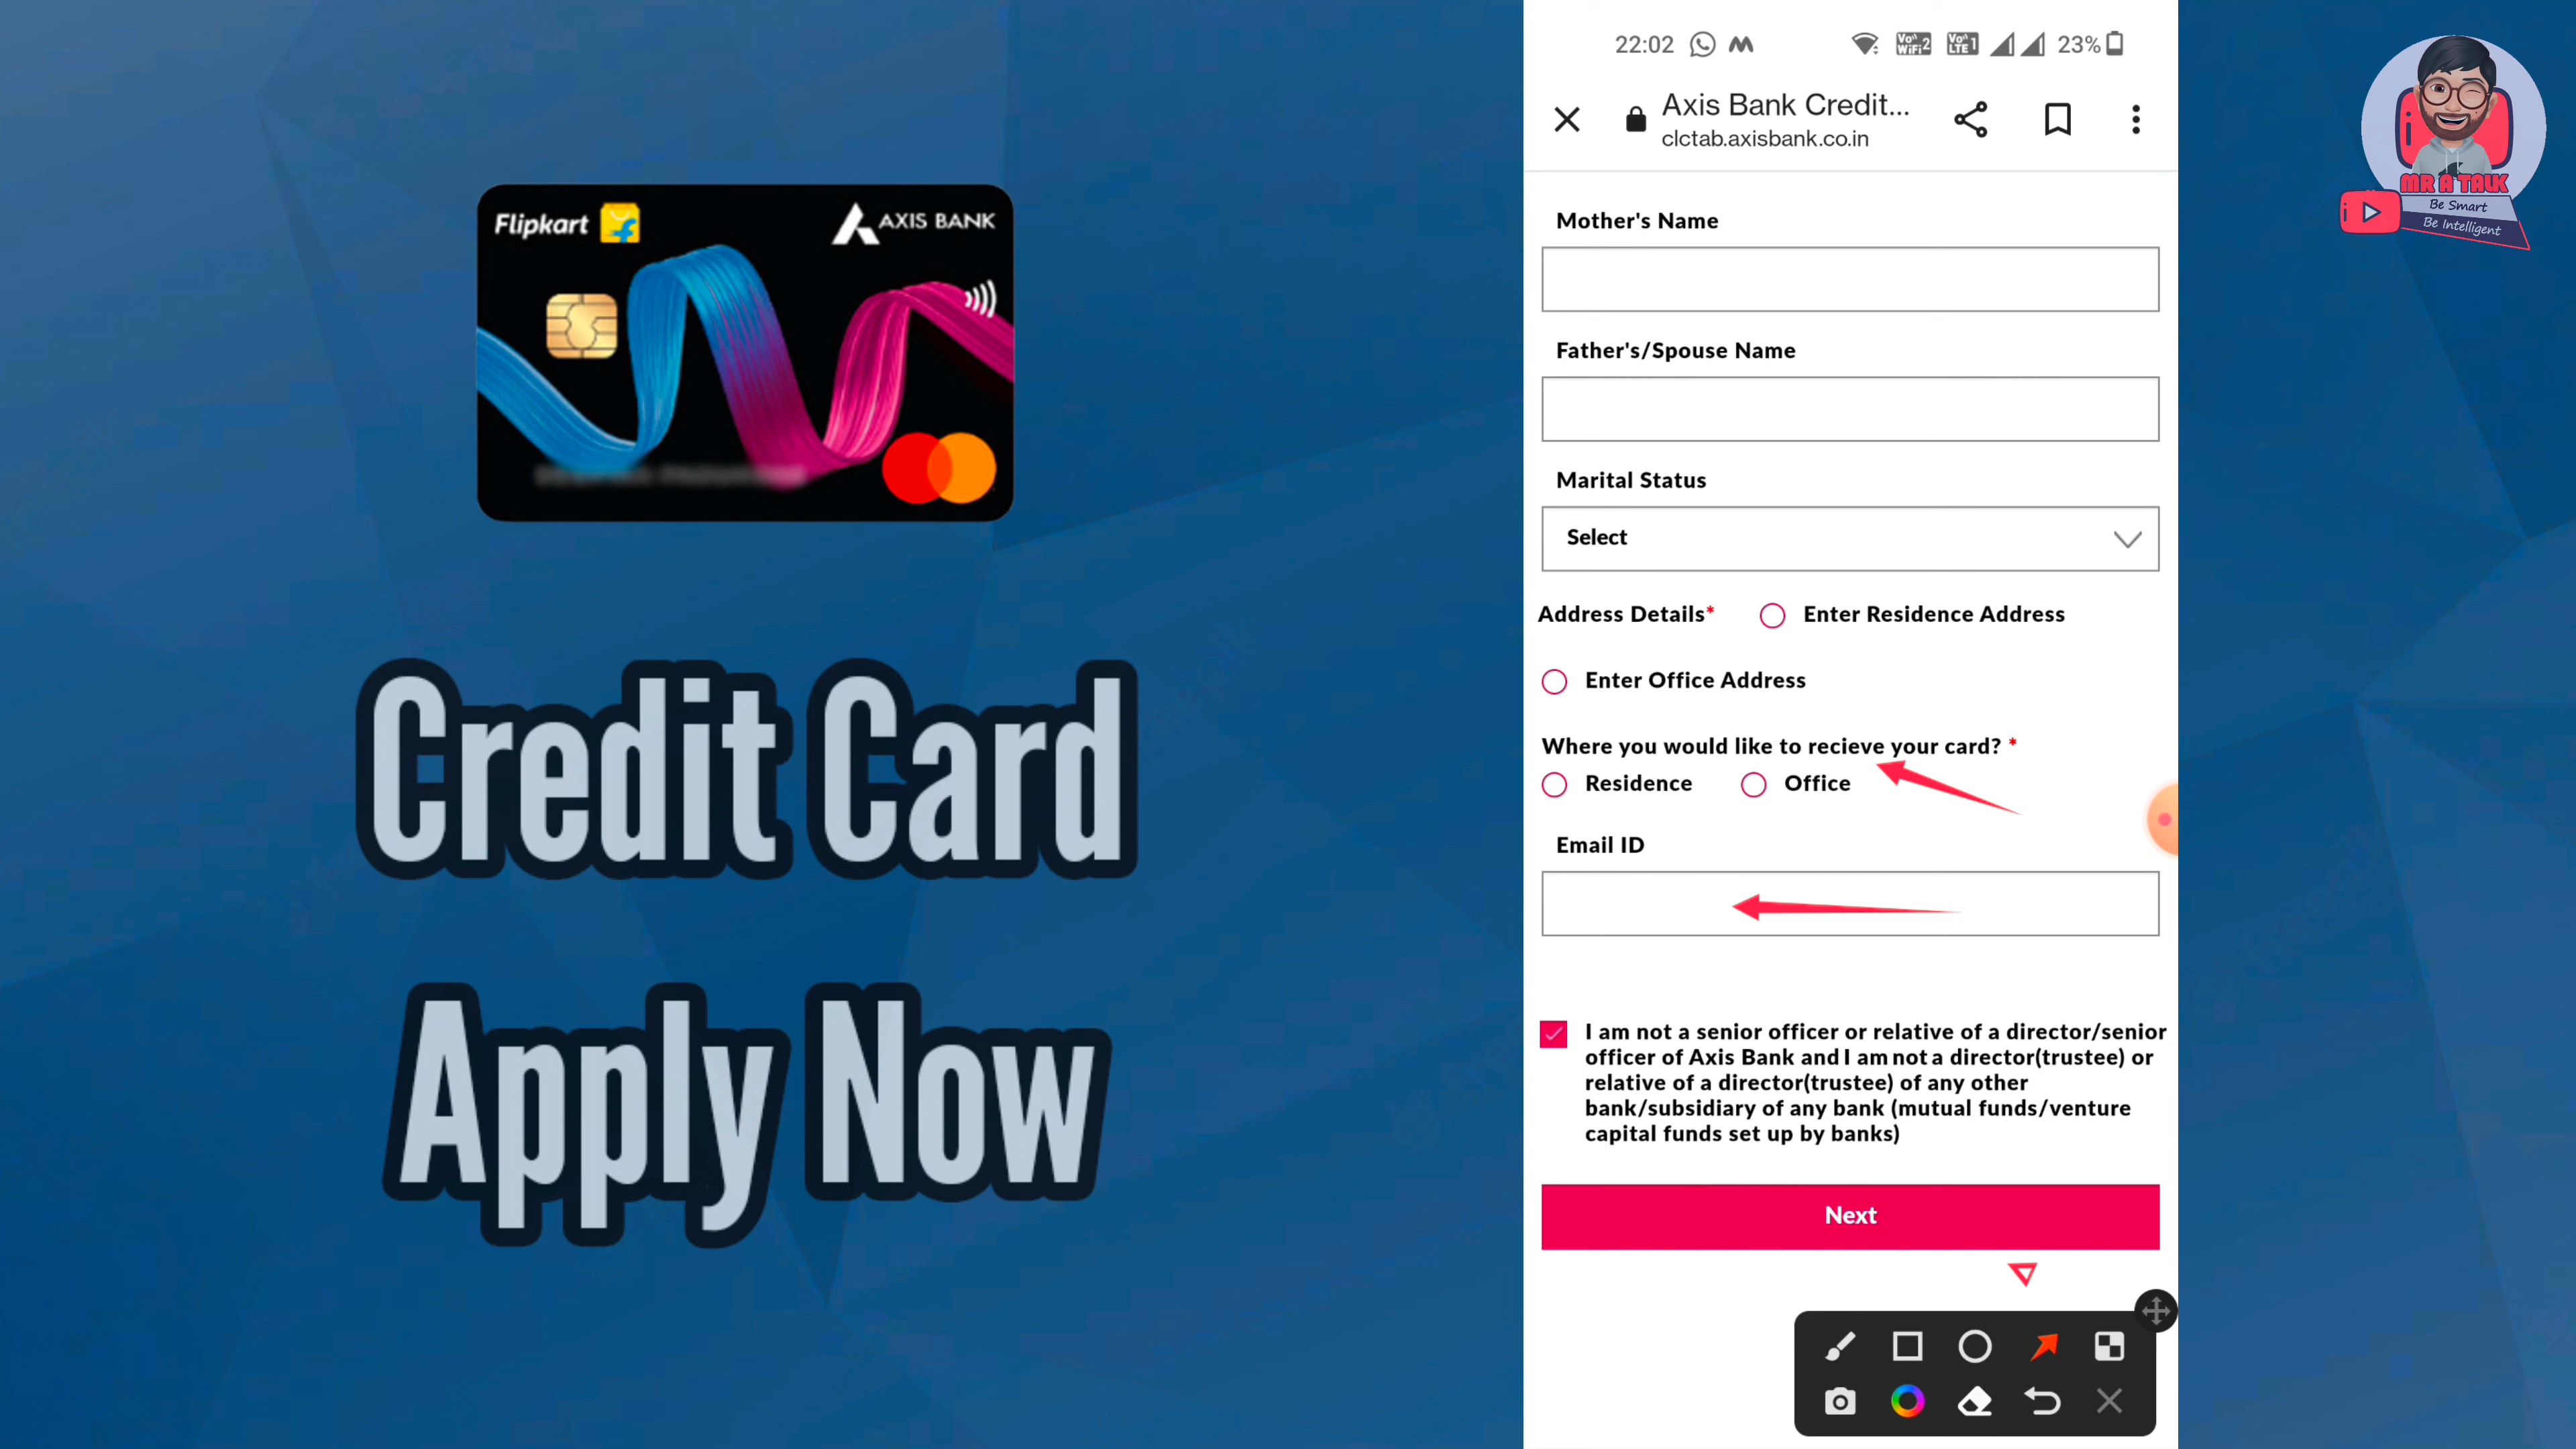 Flipkart
AXIS BANK
Credit Card
Apply Now
22:02
Vo))
WiFi2
Vo))
LTE1
23%
Axis Bank Credit...
clctab.axisbank.co.in
Mother's Name
Father's/Spouse Name
Marital Status
Select
Address Details* Enter Residence Address
Enter Office Address
Where you would like to recieve your card? *
Residence Office
Email ID
I am not a senior officer or relative of a director/senior
officer of Axis Bank and I am not a director(trustee) or
relative of a director(trustee) of any other
bank/subsidiary of any bank (mutual funds/venture
capital funds set up by banks)
Next
MR A TALK
Be Smart
Be Intelligent